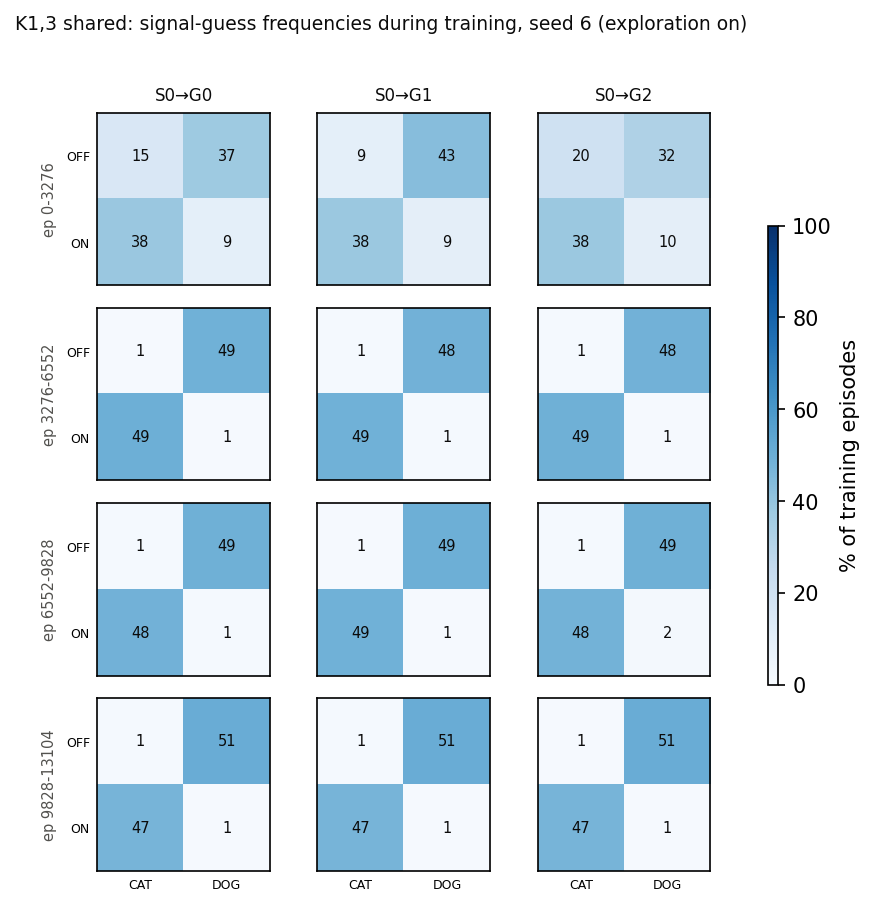 K1,3 shared: signal-guess frequencies during training, seed 6 (exploration on)
S0→G0 S0→G1 S0→G2
ep 0-3276
OFF 15 37 9 43 20 32
ON 38 9 38 9 38 10
ep 3276-6552
OFF 1 49 1 48 1 48
ON 49 1 49 1 49 1
ep 6552-9828
OFF 1 49 1 49 1 49
ON 48 1 49 1 48 2
ep 9828-13104
OFF 1 51 1 51 1 51
ON 47 1 47 1 47 1
CAT DOG CAT DOG CAT DOG
100
80
60
40
20
0
% of training episodes